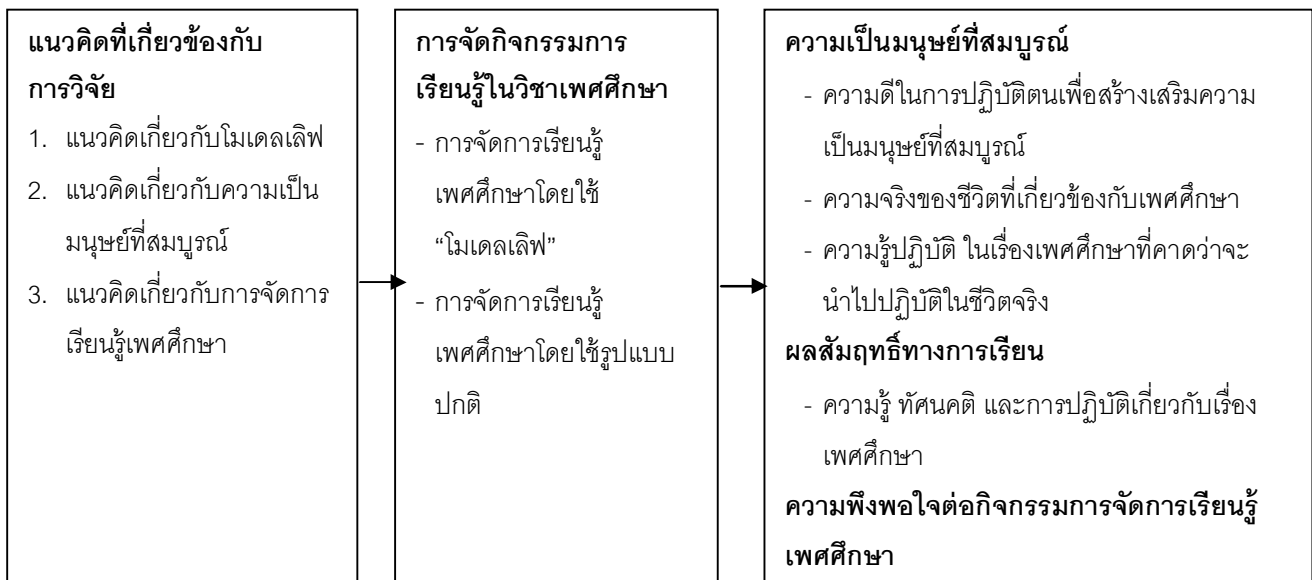 แนวคิดที่เกี่ยวข้องกับ
การวิจัย
1. แนวคิดเกี่ยวกับโมเดลเลิฟ
2. แนวคิดเกี่ยวกับความเป็น
มนุษย์ที่สมบูรณ์
3. แนวคิดเกี่ยวกับการจัดการ
เรียนรู้เพศศึกษา
การจัดกิจกรรมการ
เรียนรู้ในวิชาเพศศึกษา
- การจัดการเรียนรู้
เพศศึกษาโดยใช้
“โมเดลเลิฟ”
- การจัดการเรียนรู้
เพศศึกษาโดยใช้รูปแบบ
ปกติ
ความเป็นมนุษย์ที่สมบูรณ์
- ความดีในการปฏิบัติตนเพื่อสร้างเสริมความ
เป็นมนุษย์ที่สมบูรณ์
- ความจริงของชีวิตที่เกี่ยวข้องกับเพศศึกษา
- ความรู้ปฏิบัติ ในเรื่องเพศศึกษาที่คาดว่าจะ
นำไปปฏิบัติในชีวิตจริง
ผลสัมฤทธิ์ทางการเรียน
- ความรู้ ทัศนคติ และการปฏิบัติเกี่ยวกับเรื่อง
เพศศึกษา
ความพึงพอใจต่อกิจกรรมการจัดการเรียนรู้
เพศศึกษา